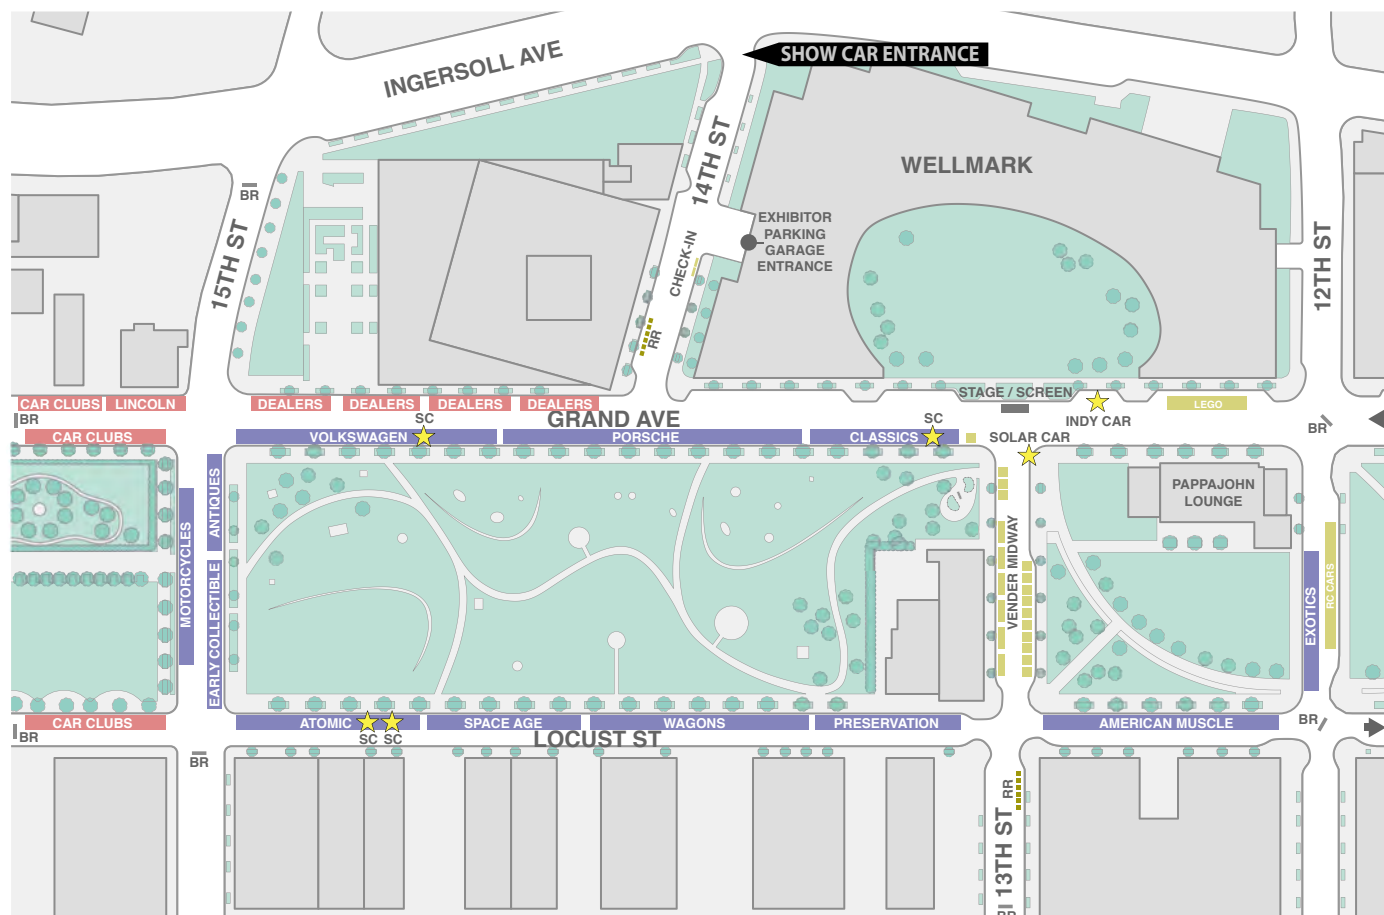 SHOW CAR ENTRANCE
INGERSOLL AVE
14TH ST
WELLMARK
BR
EXHIBITOR
PARKING
GARAGE
ENTRANCE
15TH ST
CHECK-IN
12TH ST
RR
STAGE / SCREEN
CAR CLUBS
LINCOLN
DEALERS
DEALERS
DEALERS
DEALERS
LEGO
BR
SC
GRAND AVE
SC
INDY CAR
BR
CAR CLUBS
VOLKSWAGEN
PORSCHE
CLASSICS
SOLAR CAR
ANTIQUES
PAPPAJOHN
LOUNGE
MOTORCYCLES
EARLY COLLECTIBLE
VENDER MIDWAY
EXOTICS
RC CARS
CAR CLUBS
ATOMIC
SPACE AGE
WAGONS
PRESERVATION
AMERICAN MUSCLE
BR
BR
SC
SC
LOCUST ST
BR
RR
13TH ST
BR